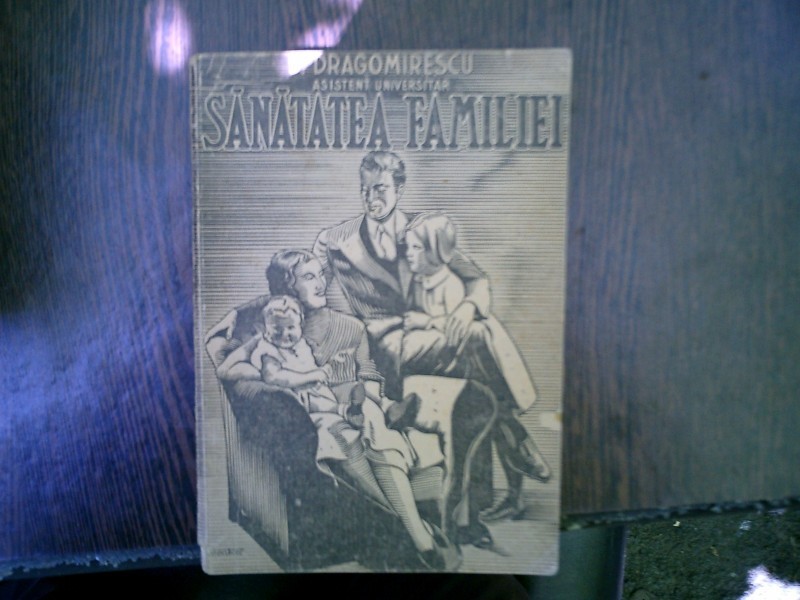 DRAGOMIRESCU
ASISTENT UNIVERSITAR
SĂNĂTATEA FAMILIEI